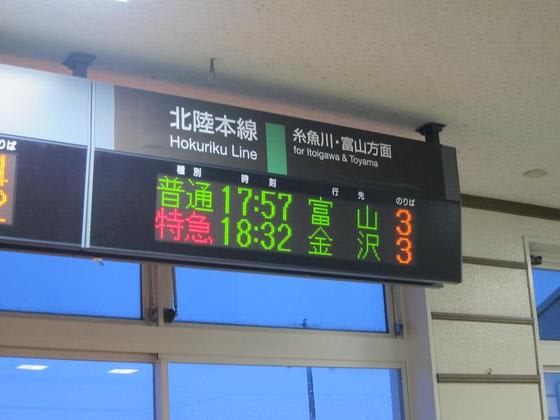 北陸本線
Hokuriku Line
糸魚川・富山方面
for Itoigawa & Toyama
種別 時刻 行先 のりば
普通 17:57 富山 3
特急 18:32 金沢 3